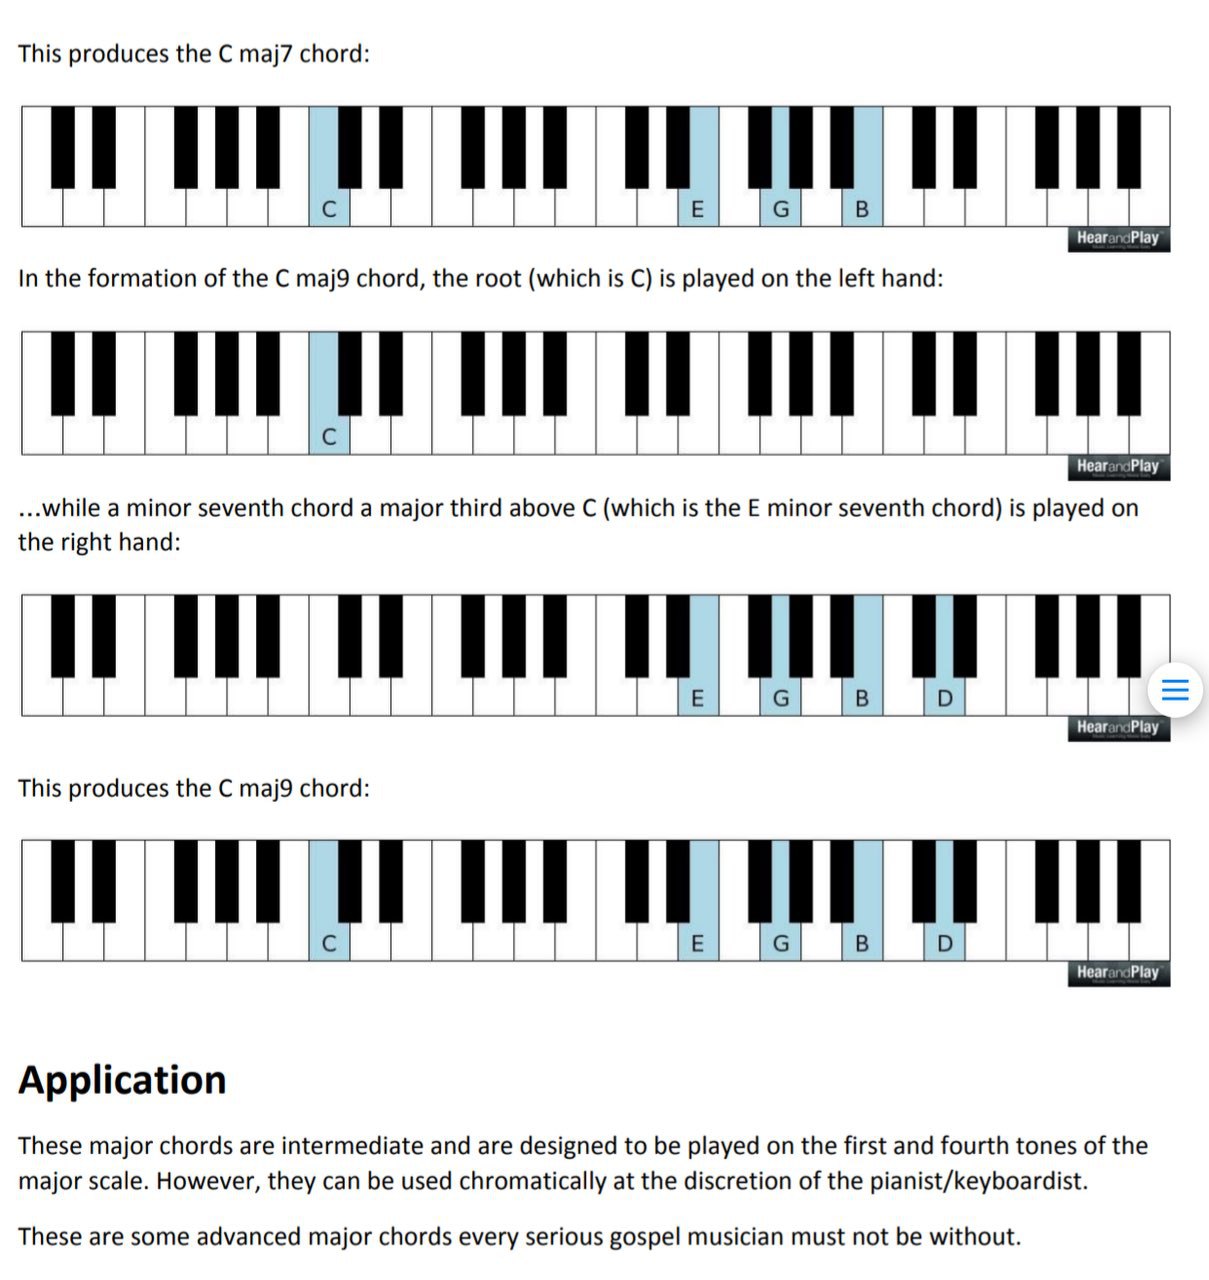 This produces the C maj7 chord:
C E G B
HearandPlay
In the formation of the C maj9 chord, the root (which is C) is played on the left hand:
C
HearandPlay
...while a minor seventh chord a major third above C (which is the E minor seventh chord) is played on
the right hand:
E G B D
HearandPlay
This produces the C maj9 chord:
C E G B D
HearandPlay
Application
These major chords are intermediate and are designed to be played on the first and fourth tones of the
major scale. However, they can be used chromatically at the discretion of the pianist/keyboardist.
These are some advanced major chords every serious gospel musician must not be without.